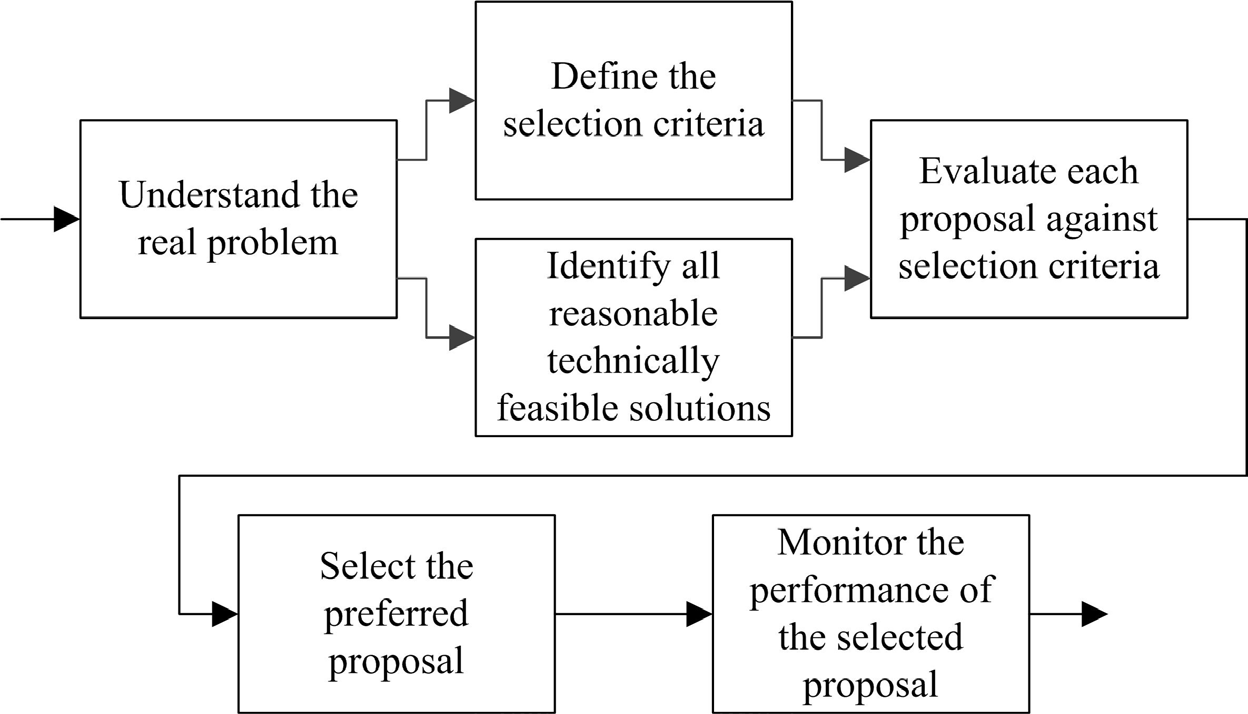 Understand the
real problem
Define the
selection criteria
Identify all
reasonable
technically
feasible solutions
Evaluate each
proposal against
selection criteria
Select the
preferred
proposal
Monitor the
performance of
the selected
proposal